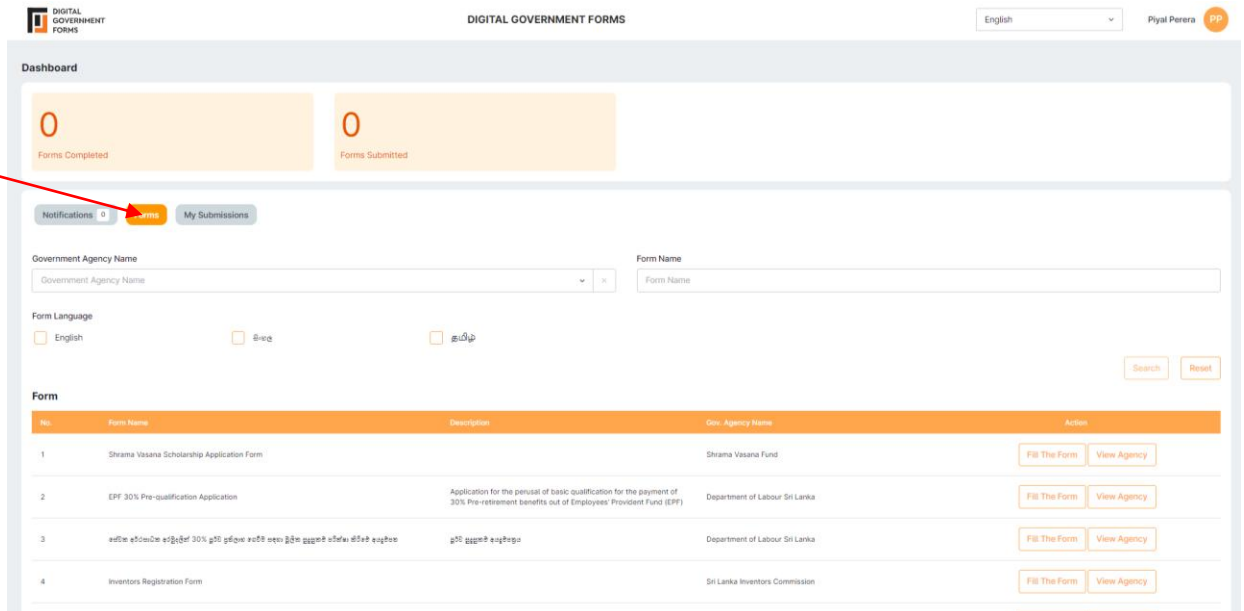 DIGITAL
GOVERNMENT
FORMS
DIGITAL GOVERNMENT FORMS
English
Piyal Perera
PP
Dashboard
0
Forms Completed
0
Forms Submitted
Notifications 0
Forms
My Submissions
Government Agency Name
Form Name
Government Agency Name
Form Name
Form Language
English
සිංහල
தமிழ்
Search
Reset
Form
No. Form Name Description Gov. Agency Name Action
1 Shrama Vasana Scholarship Application Form Shrama Vasana Fund Fill The Form View Agency
2 EPF 30% Pre-qualification Application Application for the perusal of basic qualification for the payment of
30% Pre-retirement benefits out of Employees' Provident Fund (EPF) Department of Labour Sri Lanka Fill The Form View Agency
3 30% Department of Labour Sri Lanka Fill The Form View Agency
4 Inventors Registration Form Sri Lanka Inventors Commission Fill The Form View Agency